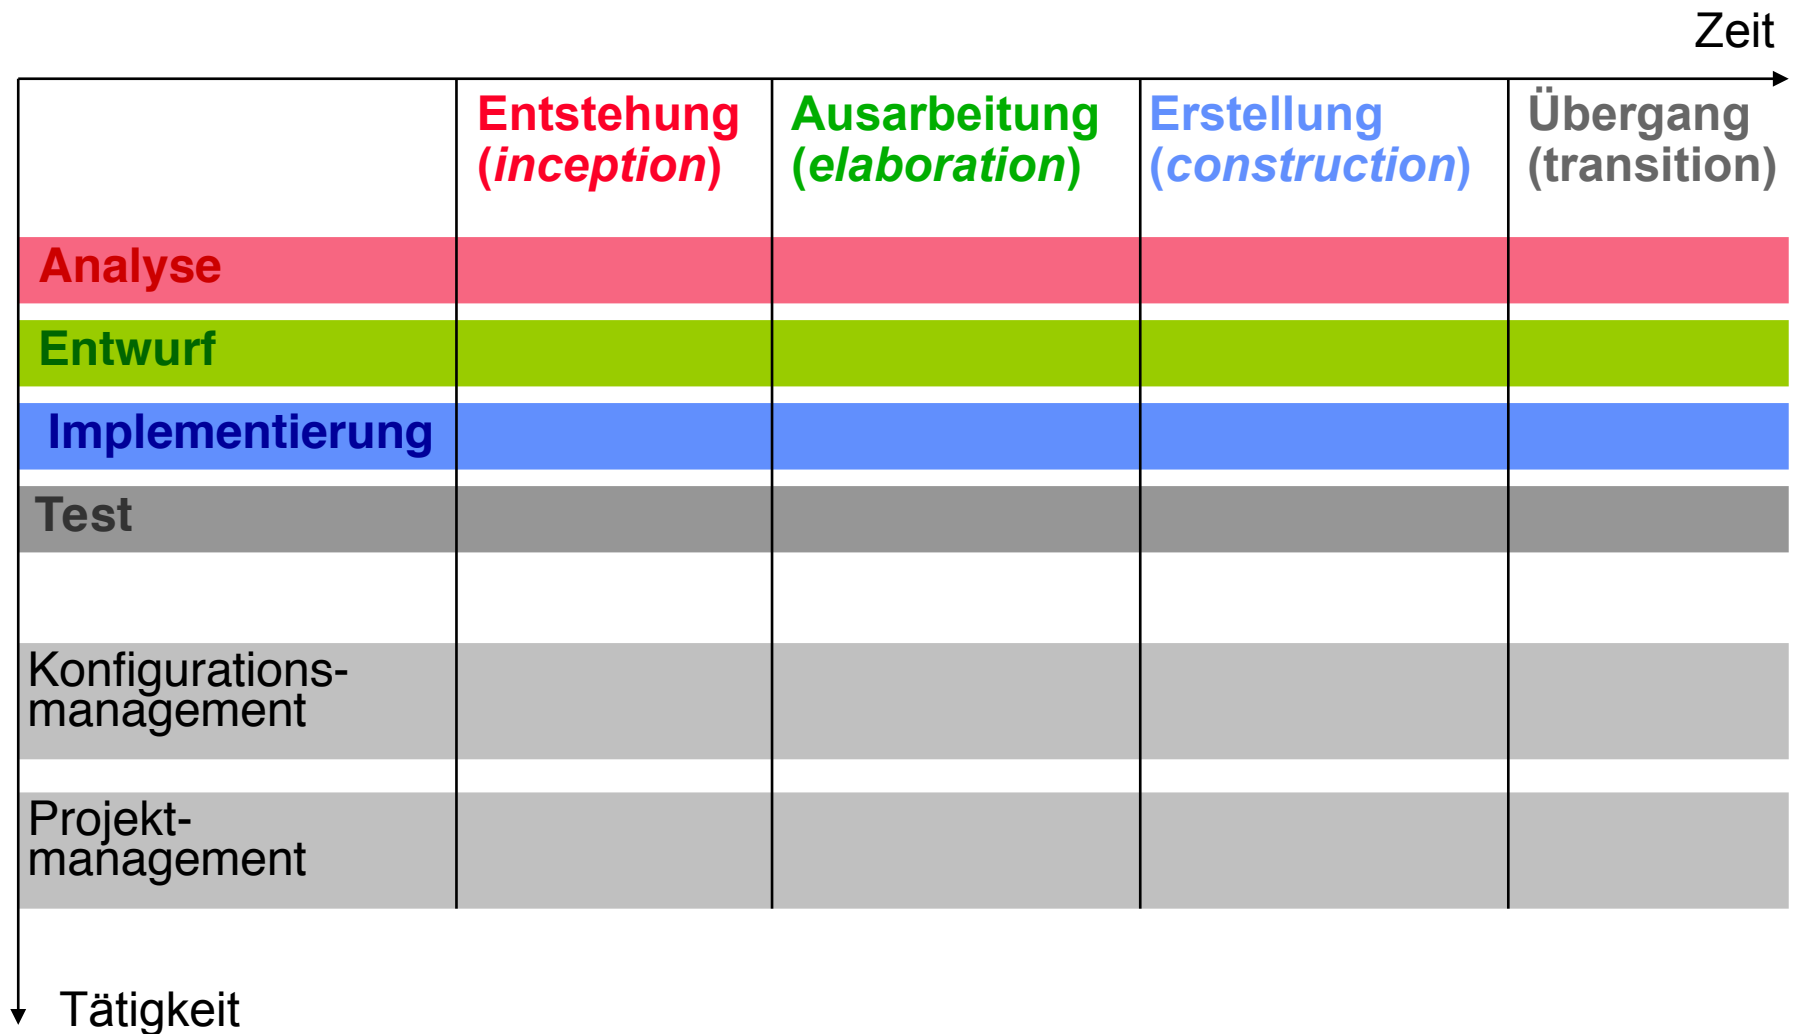 Zeit
Entstehung
(inception)
Ausarbeitung
(elaboration)
Erstellung
(construction)
Übergang
(transition)
Analyse
Entwurf
Implementierung
Test
Konfigurations-
management
Projekt-
management
Tätigkeit